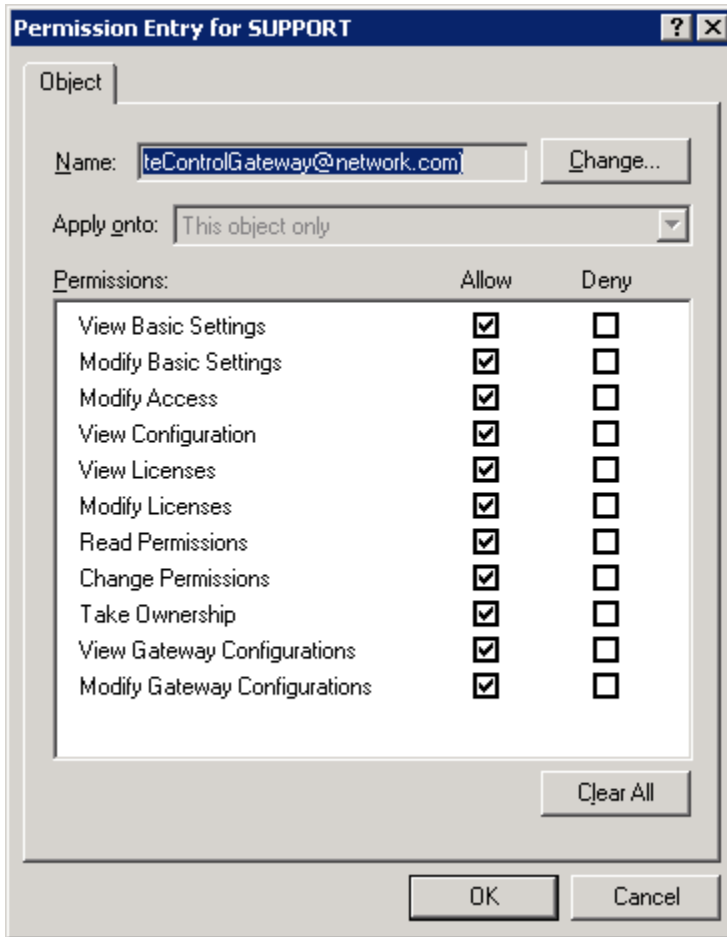 Permission Entry for SUPPORT
Object
Name: teControlGateway@network.com) Change...
Apply onto: This object only
Permissions: Allow Deny
View Basic Settings
Modify Basic Settings
Modify Access
View Configuration
View Licenses
Modify Licenses
Read Permissions
Change Permissions
Take Ownership
View Gateway Configurations
Modify Gateway Configurations
Clear All
OK Cancel